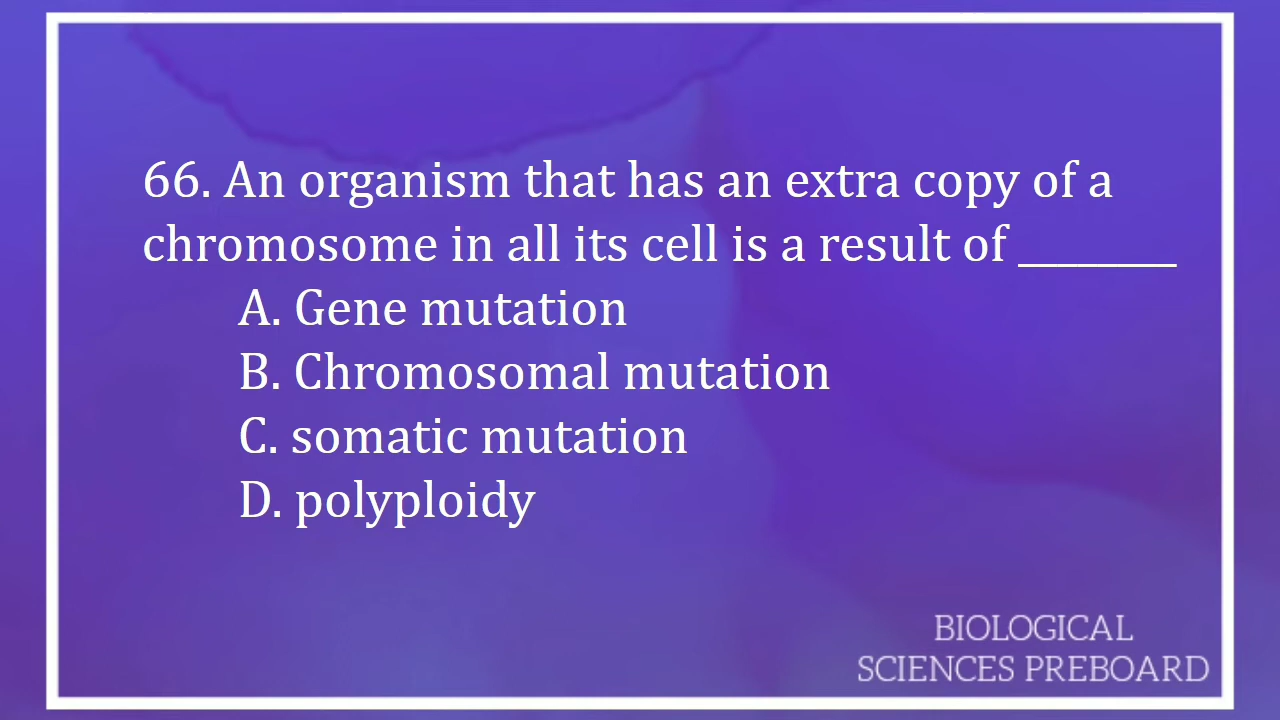 66. An organism that has an extra copy of a
chromosome in all its cell is a result of ________
A. Gene mutation
B. Chromosomal mutation
C. somatic mutation
D. polyploidy
BIOLOGICAL
SCIENCES PREBOARD